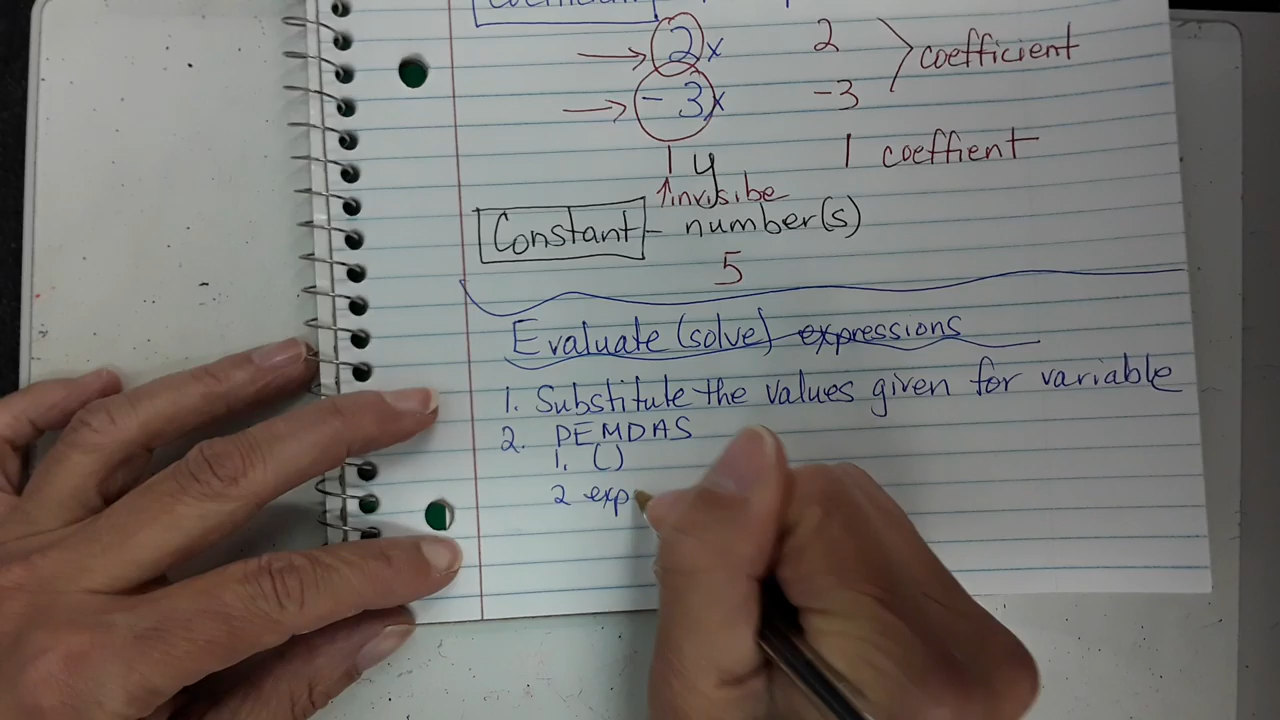 2x 2 coefficient
-3x -3
1 y 1 coeffient
invisibe
Constant - number(s)
5
Evaluate (solve) expressions
1. Substitute the values given for variable
2. PEMDAS
1. ()
2 exp